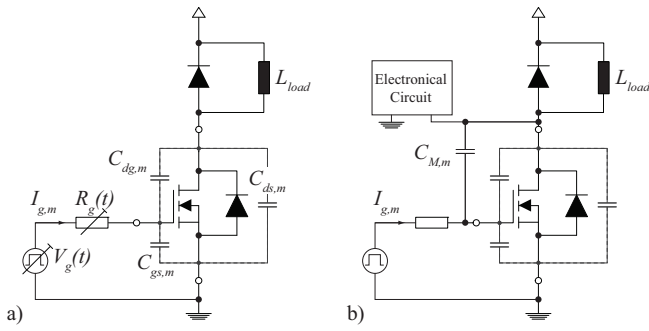 L_load
C_dg,m
C_ds,m
I_g,m
R_g(t)
V_g(t)
C_gs,m
a)
Electronical
Circuit
L_load
C_M,m
I_g,m
b)